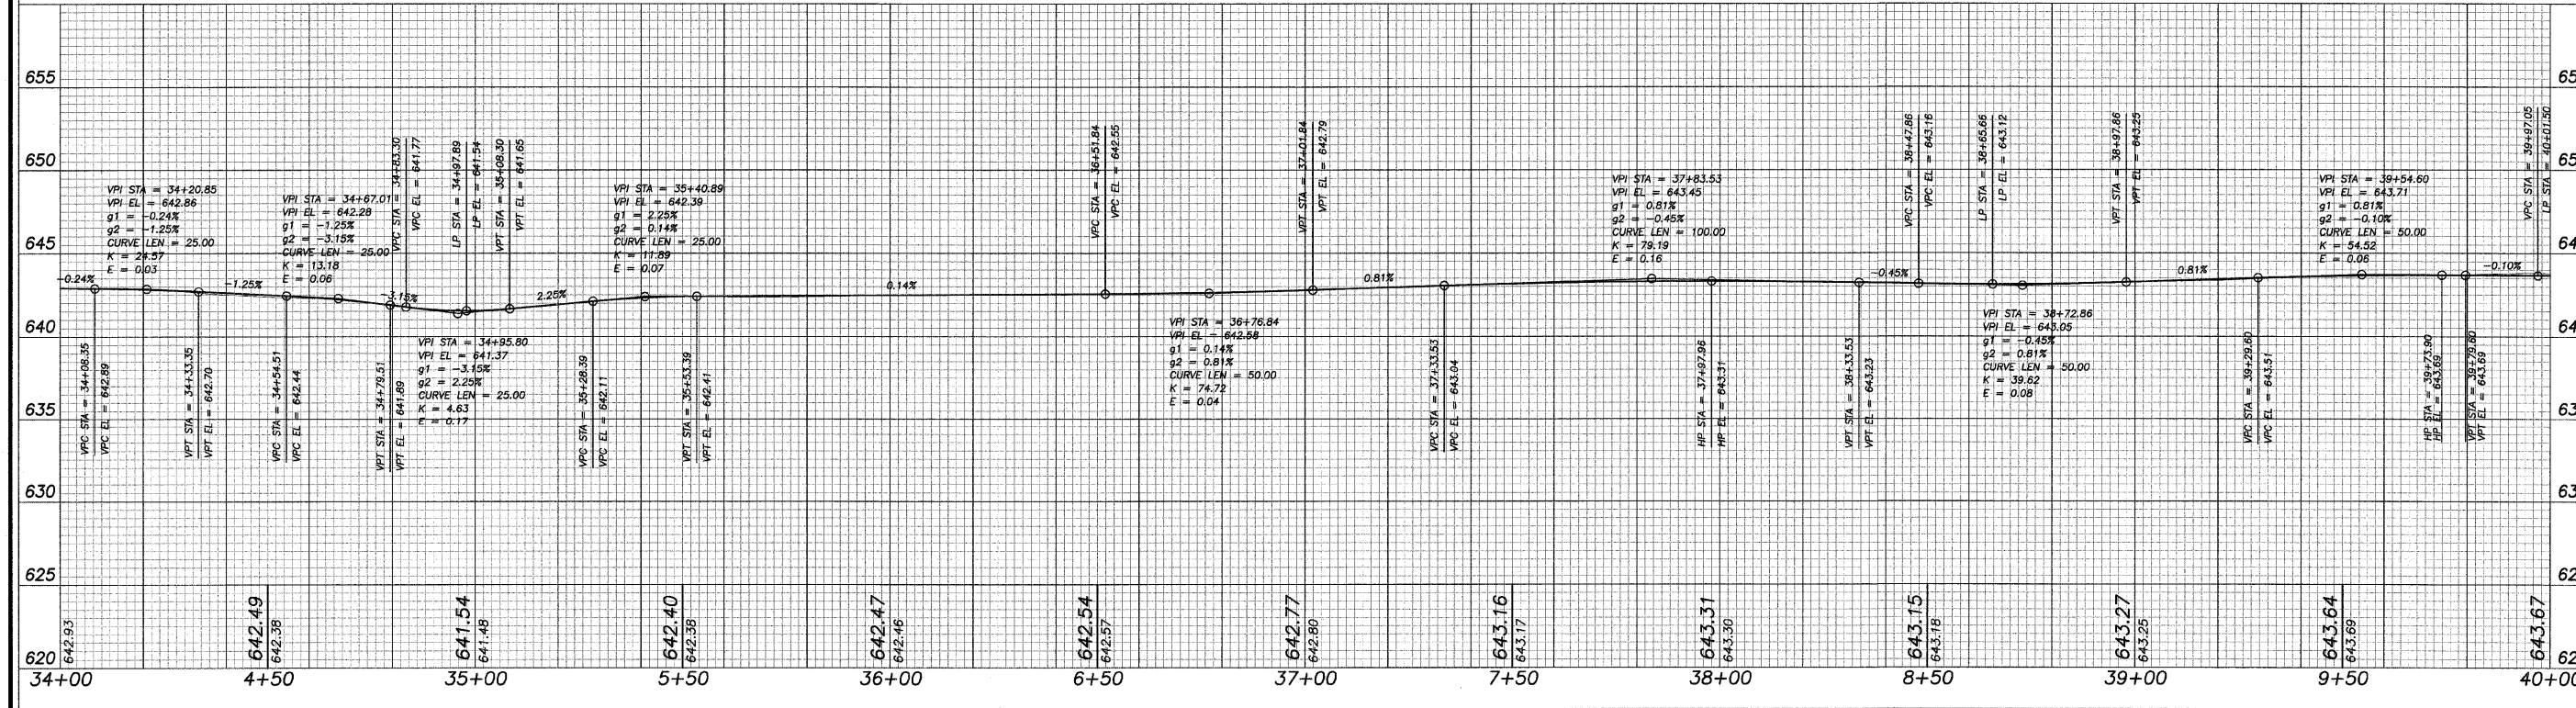 655
650
645
640
635
630
625
620
VPI STA = 34+20.85
VPI EL = 642.86
g1 = -0.24%
g2 = -1.25%
CURVE LEN = 25.00
K = 24.57
E = 0.03
VPI STA = 34+67.01
VPI EL = 642.28
g1 = -1.25%
g2 = -3.15%
CURVE LEN = 25.00
K = 13.18
E = 0.06
VPC STA = 34+83.30
VPC EL = 641.77
LP STA = 34+97.89
LP EL = 641.54
VPT STA = 35+08.30
VPT EL = 641.65
VPI STA = 35+40.89
VPI EL = 642.39
g1 = 2.25%
g2 = 0.14%
CURVE LEN = 25.00
K = 11.89
E = 0.07
VPC STA = 36+51.84
VPC EL = 642.55
VPT STA = 37+01.84
VPT EL = 642.79
VPI STA = 37+83.53
VPI EL = 643.45
g1 = 0.81%
g2 = -0.45%
CURVE LEN = 100.00
K = 79.19
E = 0.16
VPC STA = 38+47.86
VPC EL = 643.16
LP STA = 38+65.66
LP EL = 643.12
VPT STA = 38+97.86
VPT EL = 643.25
VPI STA = 39+54.60
VPI EL = 643.71
g1 = 0.81%
g2 = -0.10%
CURVE LEN = 50.00
K = 54.52
E = 0.06
VPC STA = 39+97.05
LP STA = 40+01.50
-0.24%
-1.25%
-3.15%
2.25%
0.14%
0.81%
-0.45%
0.81%
-0.10%
VPC STA = 34+08.35
VPC EL = 642.89
VPT STA = 34+33.35
VPT EL = 642.70
VPC STA = 34+54.51
VPC EL = 642.44
VPT STA = 34+79.51
VPT EL = 641.89
VPI STA = 34+95.80
VPI EL = 641.37
g1 = -3.15%
g2 = 2.25%
CURVE LEN = 25.00
K = 4.63
E = 0.17
VPC STA = 35+28.39
VPC EL = 642.11
VPT STA = 35+53.39
VPT EL = 642.41
VPI STA = 36+76.84
VPI EL = 642.58
g1 = 0.14%
g2 = 0.81%
CURVE LEN = 50.00
K = 74.72
E = 0.04
VPC STA = 37+33.53
VPC EL = 643.04
HP STA = 37+97.96
HP EL = 643.31
VPT STA = 38+33.53
VPT EL = 643.23
VPI STA = 38+72.86
VPI EL = 643.05
g1 = -0.45%
g2 = 0.81%
CURVE LEN = 50.00
K = 39.62
E = 0.08
VPC STA = 39+29.60
VPC EL = 643.51
HP STA = 39+73.90
HP EL = 643.69
VPT STA = 39+79.60
VPT EL = 643.69
642.93
642.49
642.38
641.54
641.48
642.40
642.38
642.47
642.46
642.54
642.57
642.77
642.80
643.16
643.17
643.31
643.30
643.15
643.18
643.27
643.25
643.64
643.69
643.67
34+00
4+50
35+00
5+50
36+00
6+50
37+00
7+50
38+00
8+50
39+00
9+50
40+00